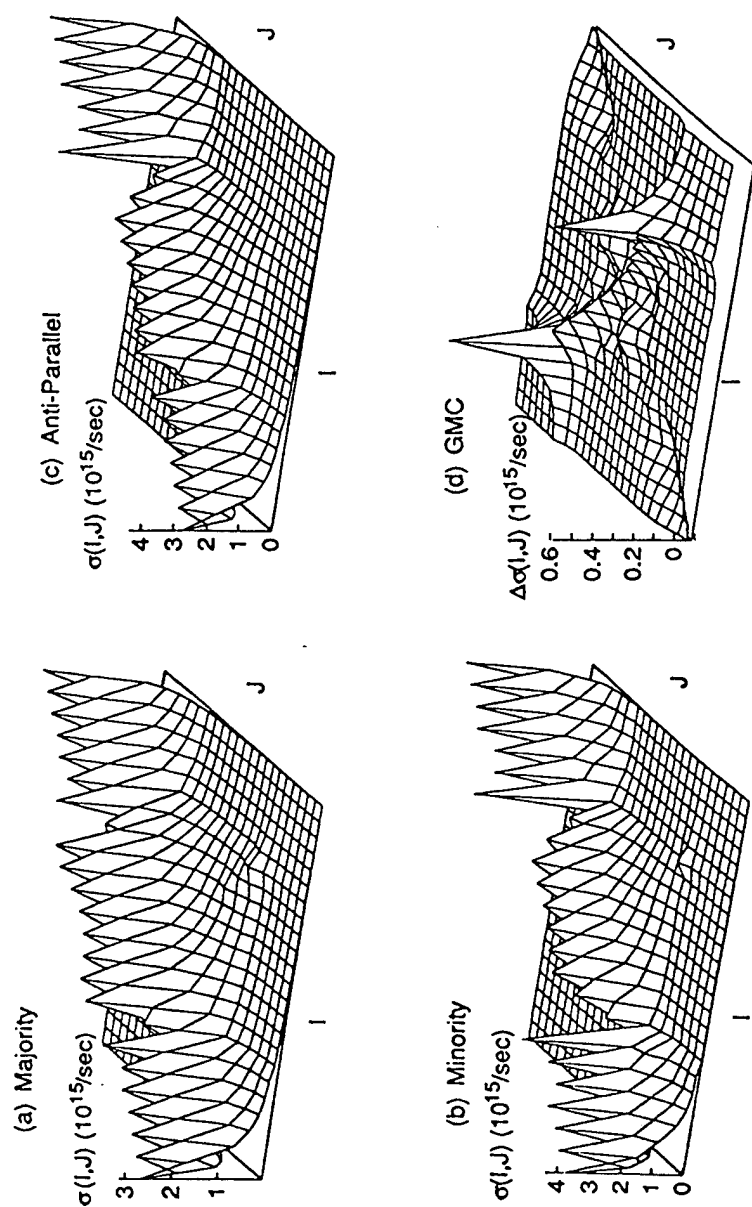 (a) Majority
σ(I,J) (10¹⁵/sec)
3
2
1
I
J
(b) Minority
σ(I,J) (10¹⁵/sec)
4
3
2
1
0
I
J
(c) Anti-Parallel
σ(I,J) (10¹⁵/sec)
4
3
2
1
0
I
J
(d) GMC
Δσ(I,J) (10¹⁵/sec)
0.6
0.4
0.2
0
I
J